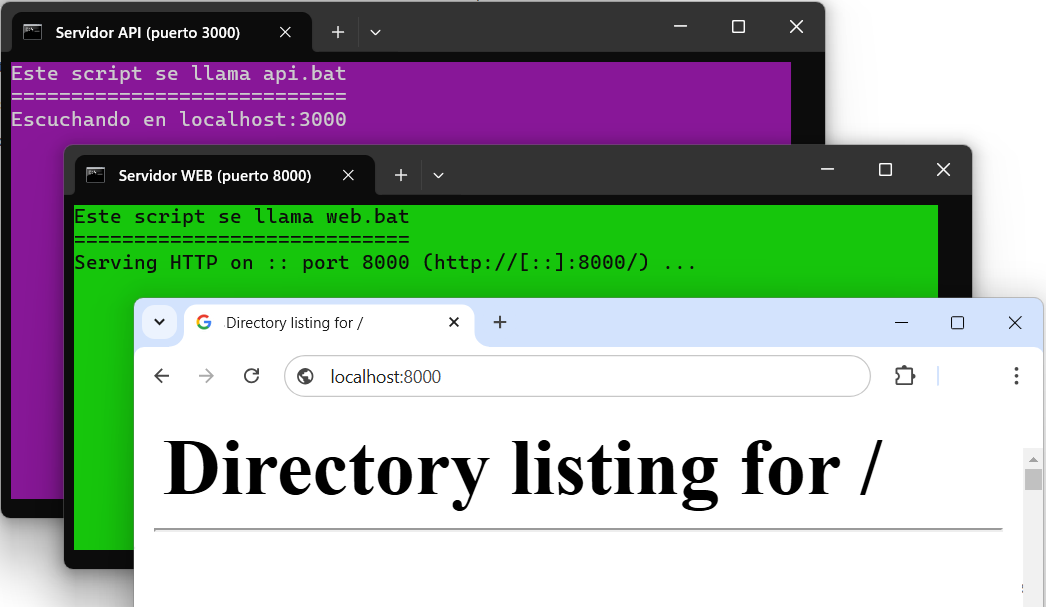 Servidor API (puerto 3000)
Este script se llama api.bat
============================
Escuchando en localhost:3000
Servidor WEB (puerto 8000)
Este script se llama web.bat
============================
Serving HTTP on :: port 8000 (http://[::]:8000/) ...
Directory listing for /
localhost:8000
Directory listing for /